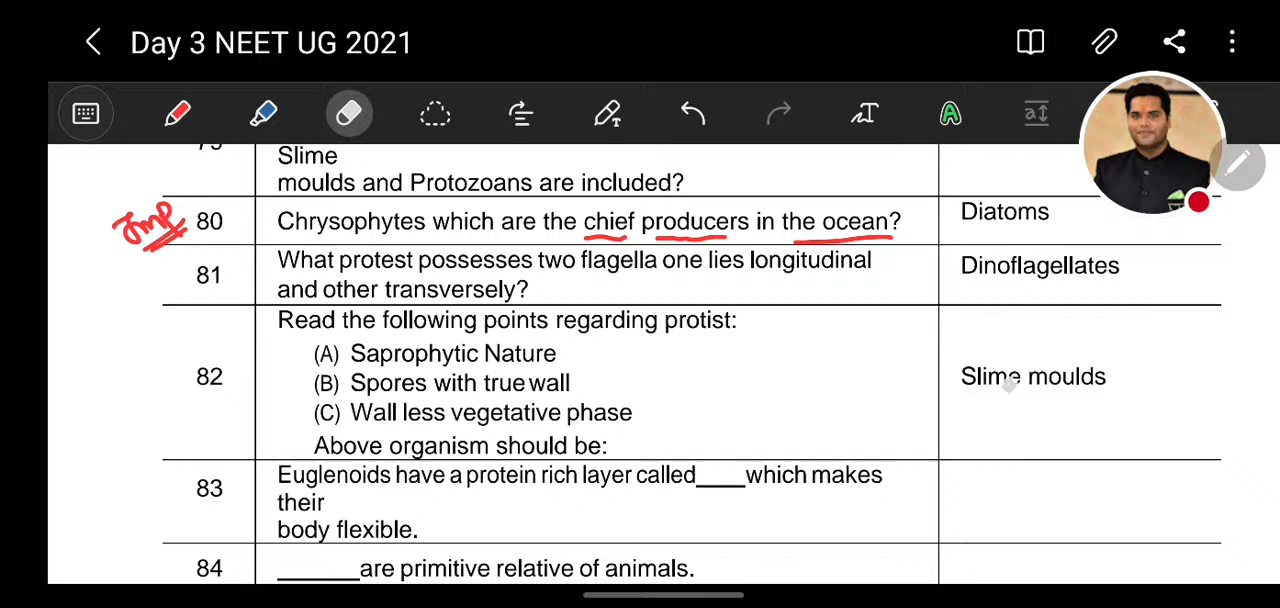 Day 3 NEET UG 2021
Slime
moulds and Protozoans are included?
Imp 80 Chrysophytes which are the chief producers in the ocean? Diatoms
81 What protest possesses two flagella one lies longitudinal and other transversely? Dinoflagellates
Read the following points regarding protist:
(A) Saprophytic Nature
(B) Spores with true wall
82 Slime moulds
(C) Wall less vegetative phase
Above organism should be:
83 Euglenoids have a protein rich layer called____which makes
their
body flexible.
84 _______are primitive relative of animals.